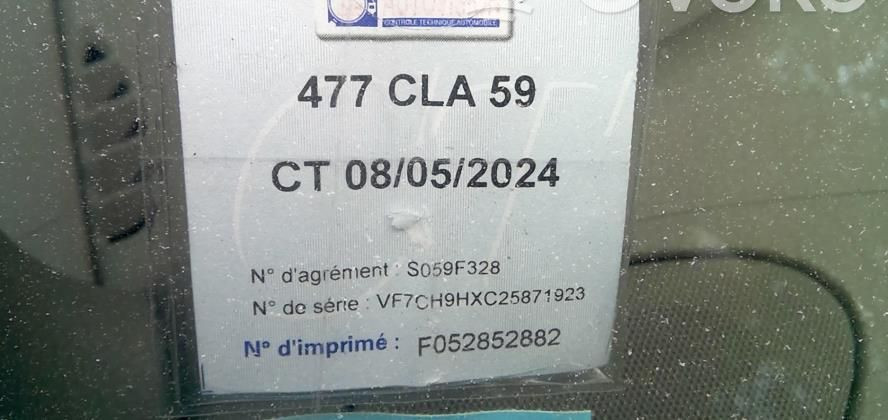 CONTROLE TECHNIQUE AUTOMOBILE
477 CLA 59
CT 08/05/2024
N° d'agrément : S059F328
N° de série : VF7CH9HXC25871923
N° d'imprimé : F052852882